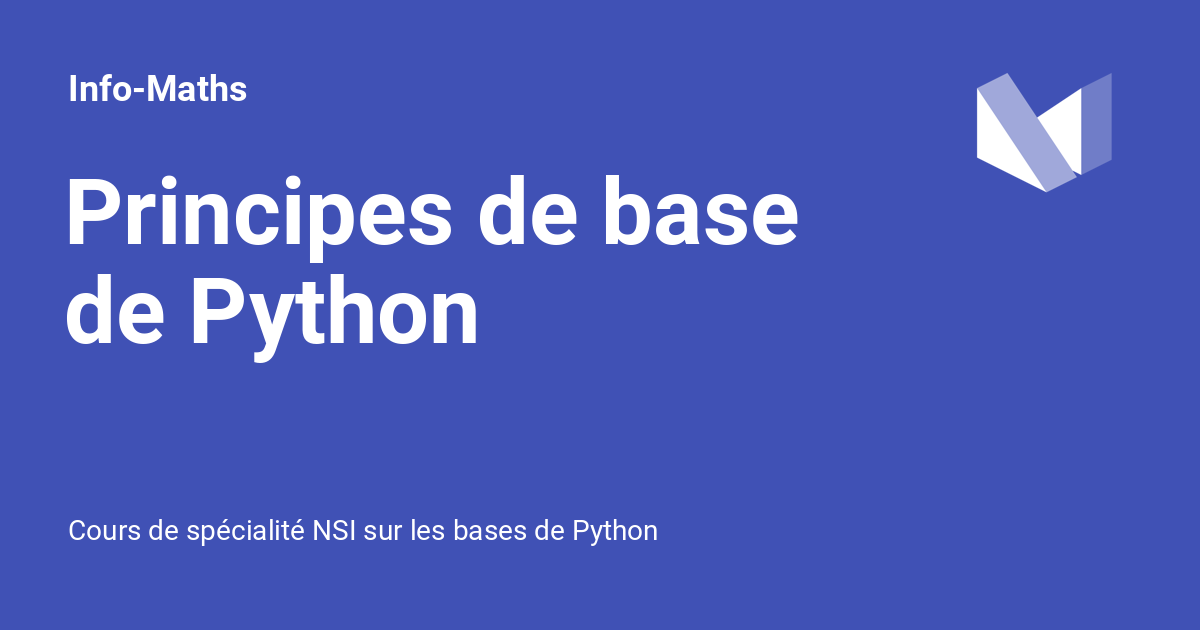 Info-Maths
Principes de base
de Python
Cours de spécialité NSI sur les bases de Python